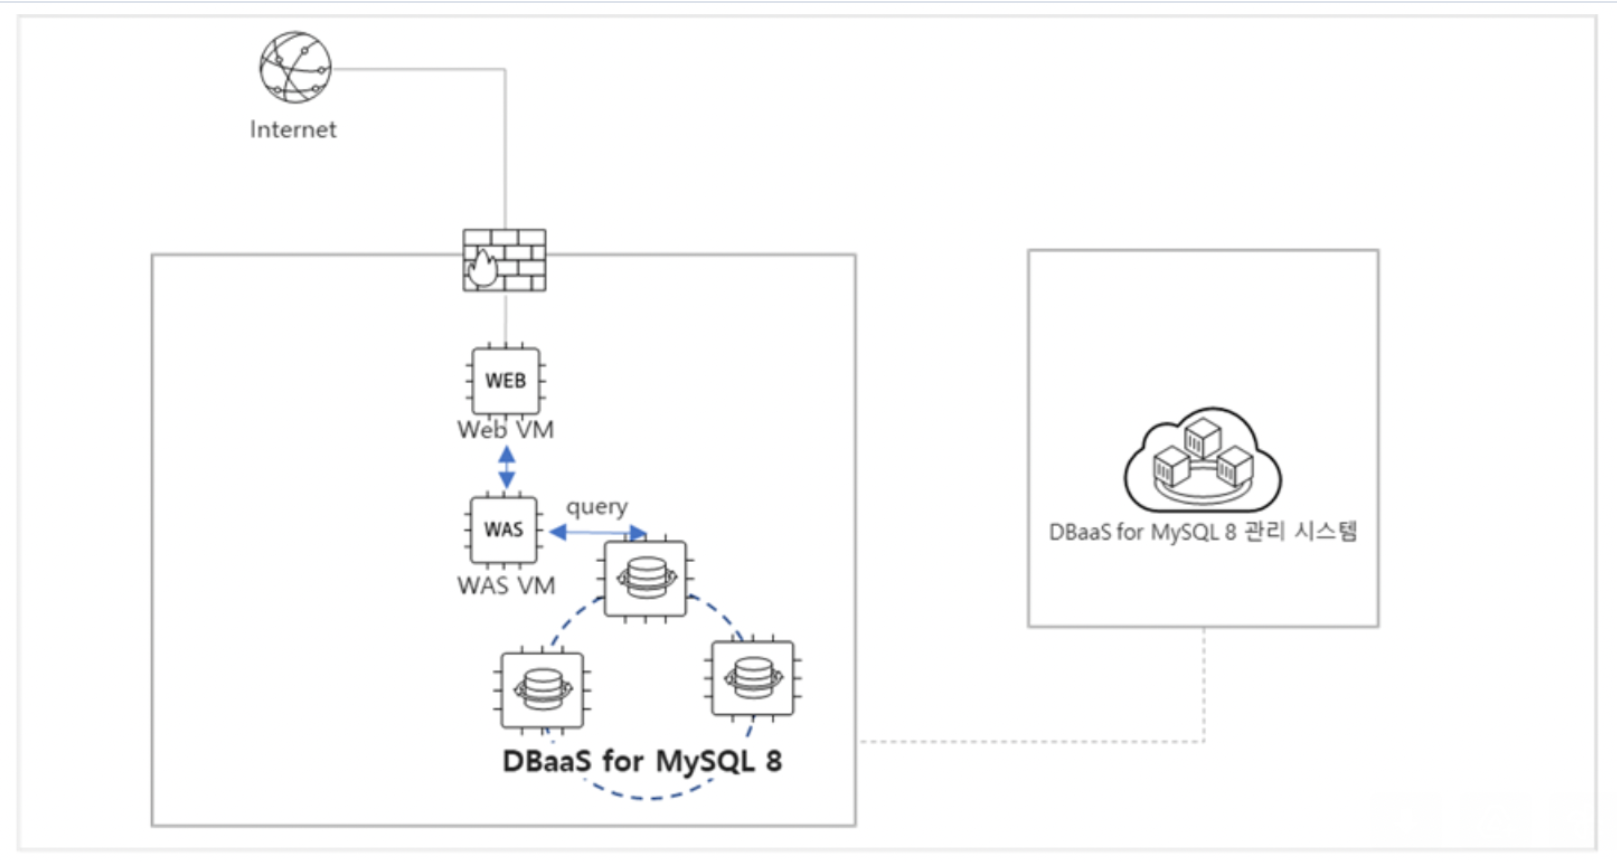 Internet
WEB
Web VM
WAS
query
WAS VM
DBaaS for MySQL 8
DBaaS for MySQL 8 관리 시스템